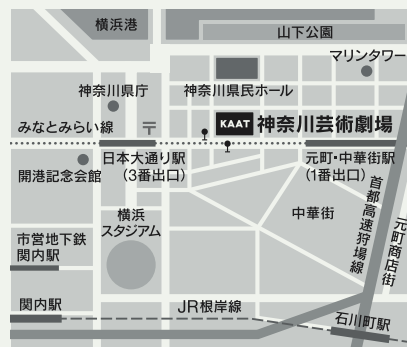 横浜港
山下公園
マリンタワー
神奈川県庁
神奈川県民ホール
みなとみらい線
〒
KAAT 神奈川芸術劇場
日本大通り駅
(3番出口)
元町・中華街駅
(1番出口)
開港記念会館
首都高速狩場線
元町商店街
横浜
スタジアム
中華街
市営地下鉄
関内駅
関内駅
JR根岸線
石川町駅